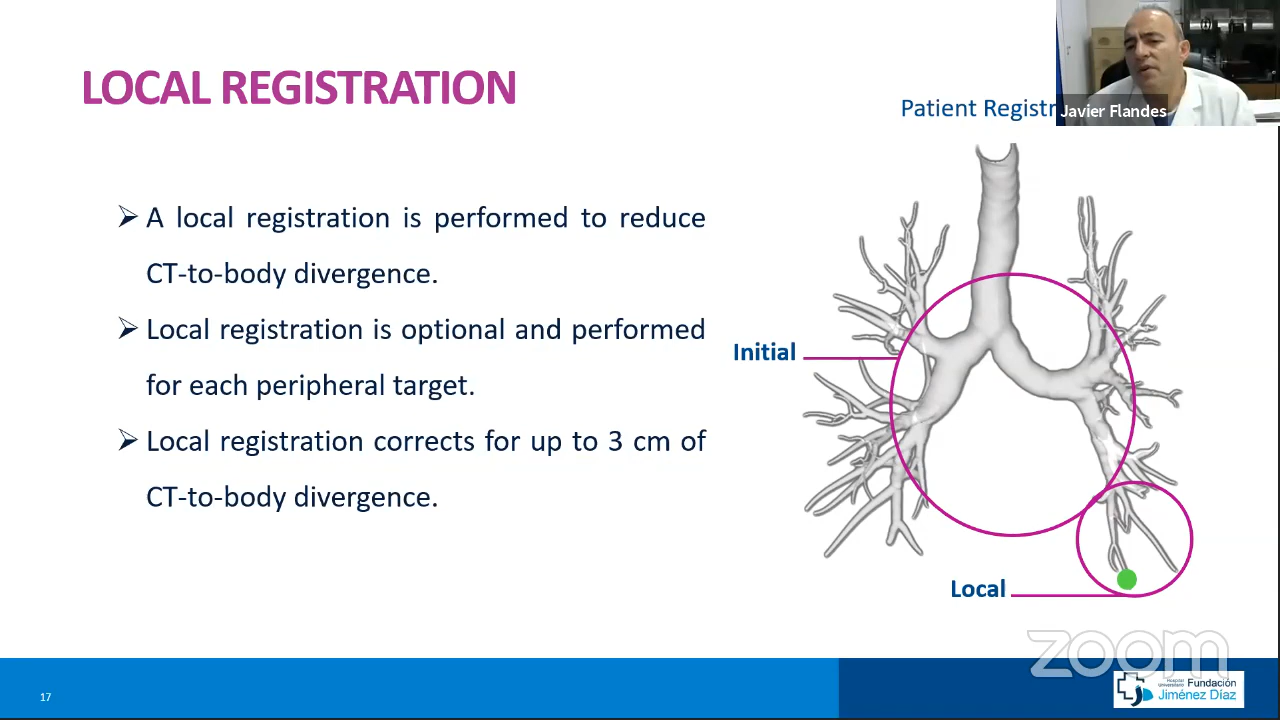 LOCAL REGISTRATION
Patient Registr
Javier Flandes
➢ A local registration is performed to reduce
CT-to-body divergence.
➢ Local registration is optional and performed
for each peripheral target.
➢ Local registration corrects for up to 3 cm of
CT-to-body divergence.
Initial
Local
zoom
17
Hospital
Universitario
Fundación
Jiménez Díaz